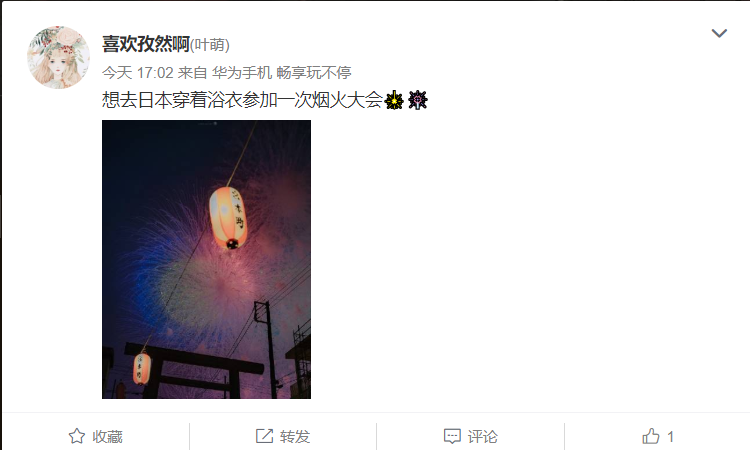 喜欢孜然啊(叶萌)
今天 17:02 来自 华为手机 畅享玩不停
想去日本穿着浴衣参加一次烟火大会
收藏
转发
评论
1